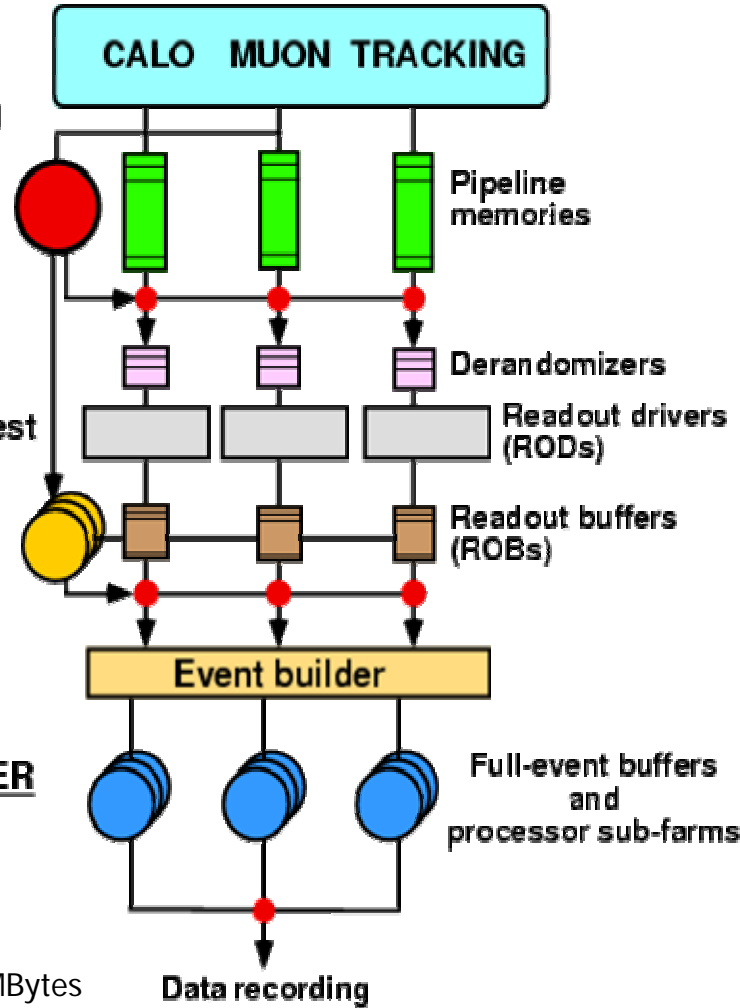 CALO MUON TRACKING
Pipeline
memories
Derandomizers
est
Readout drivers
(RODs)
Readout buffers
(ROBs)
Event builder
ER
Full-event buffers
and
processor sub-farms
MBytes
Data recording